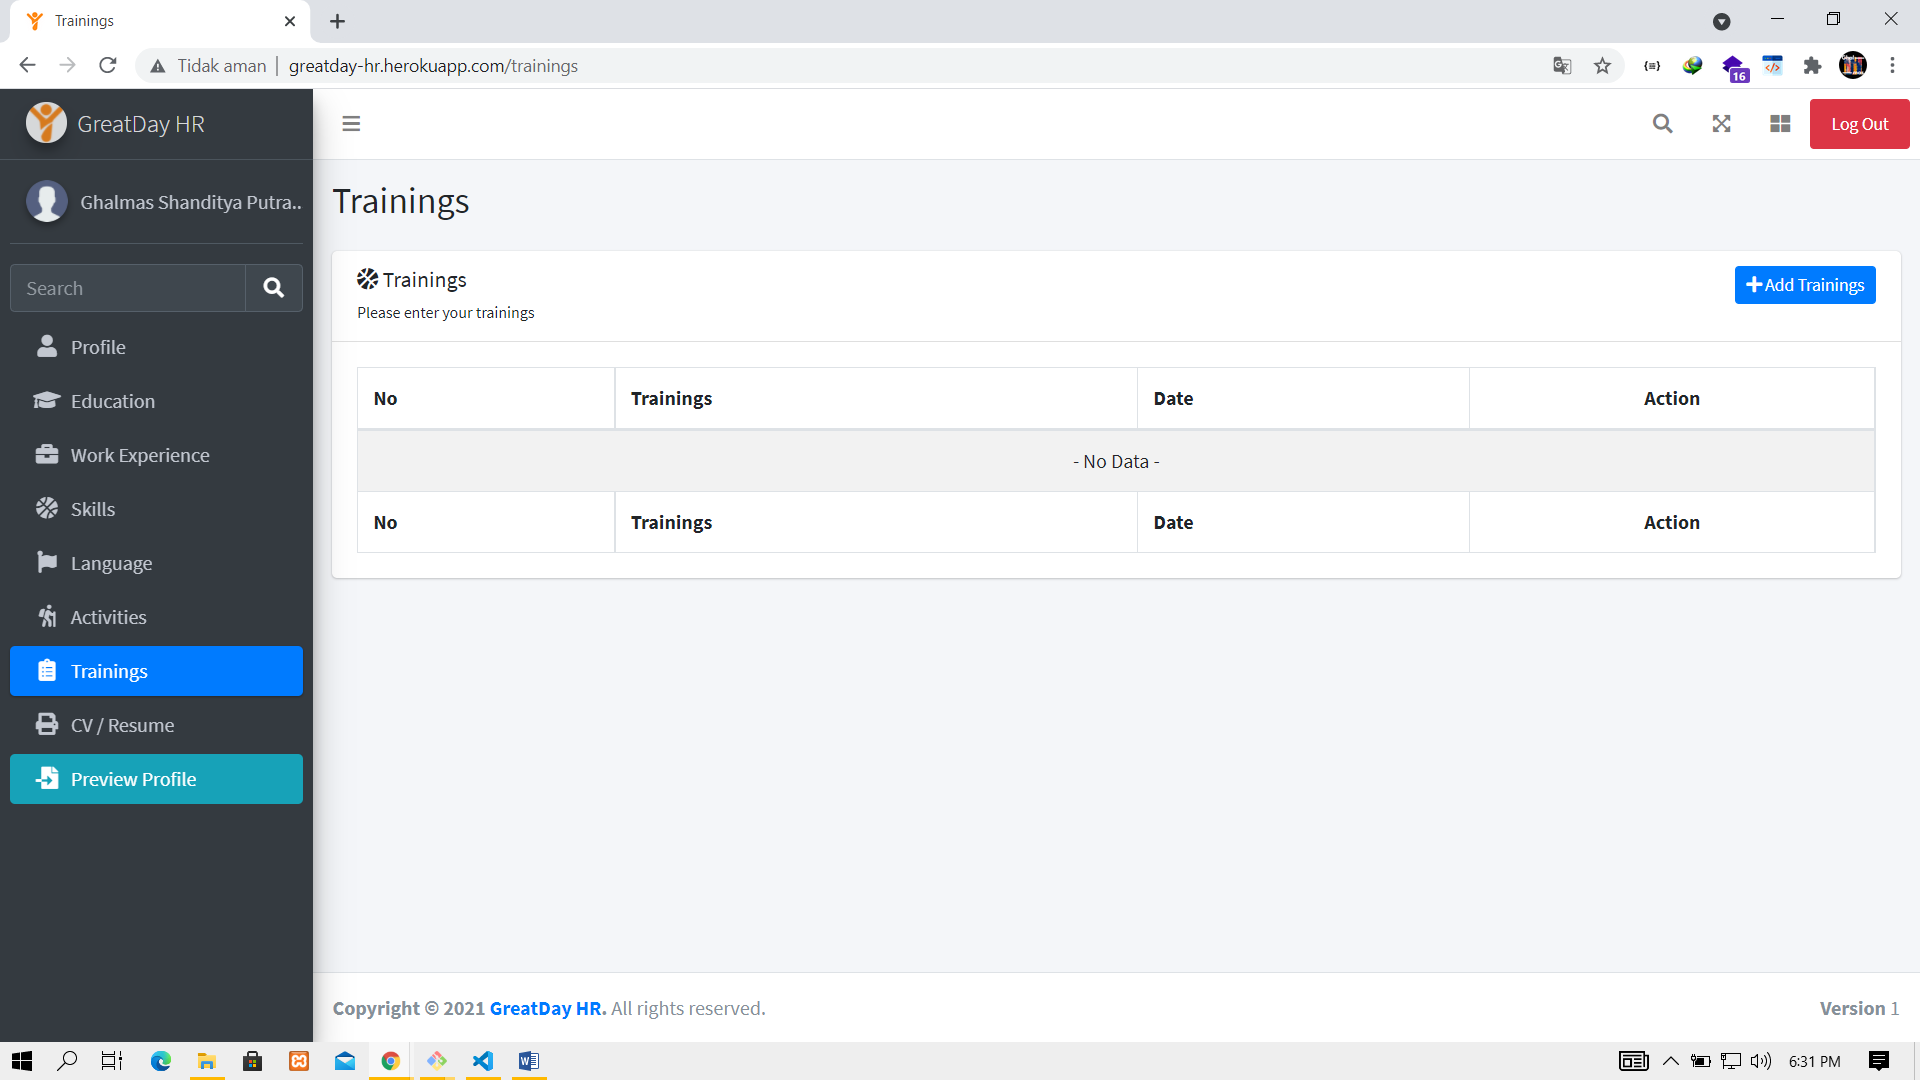 Trainings
Tidak aman
greatday-hr.herokuapp.com/trainings
16
GreatDay HR
Log Out
Ghalmas Shanditya Putra..
Search
Profile
Education
Work Experience
Skills
Language
Activities
Trainings
CV / Resume
Preview Profile
Trainings
Trainings
Please enter your trainings
Add Trainings
No Trainings Date Action
- No Data -
No Trainings Date Action
Copyright © 2021 GreatDay HR. All rights reserved.
Version 1
6:31 PM